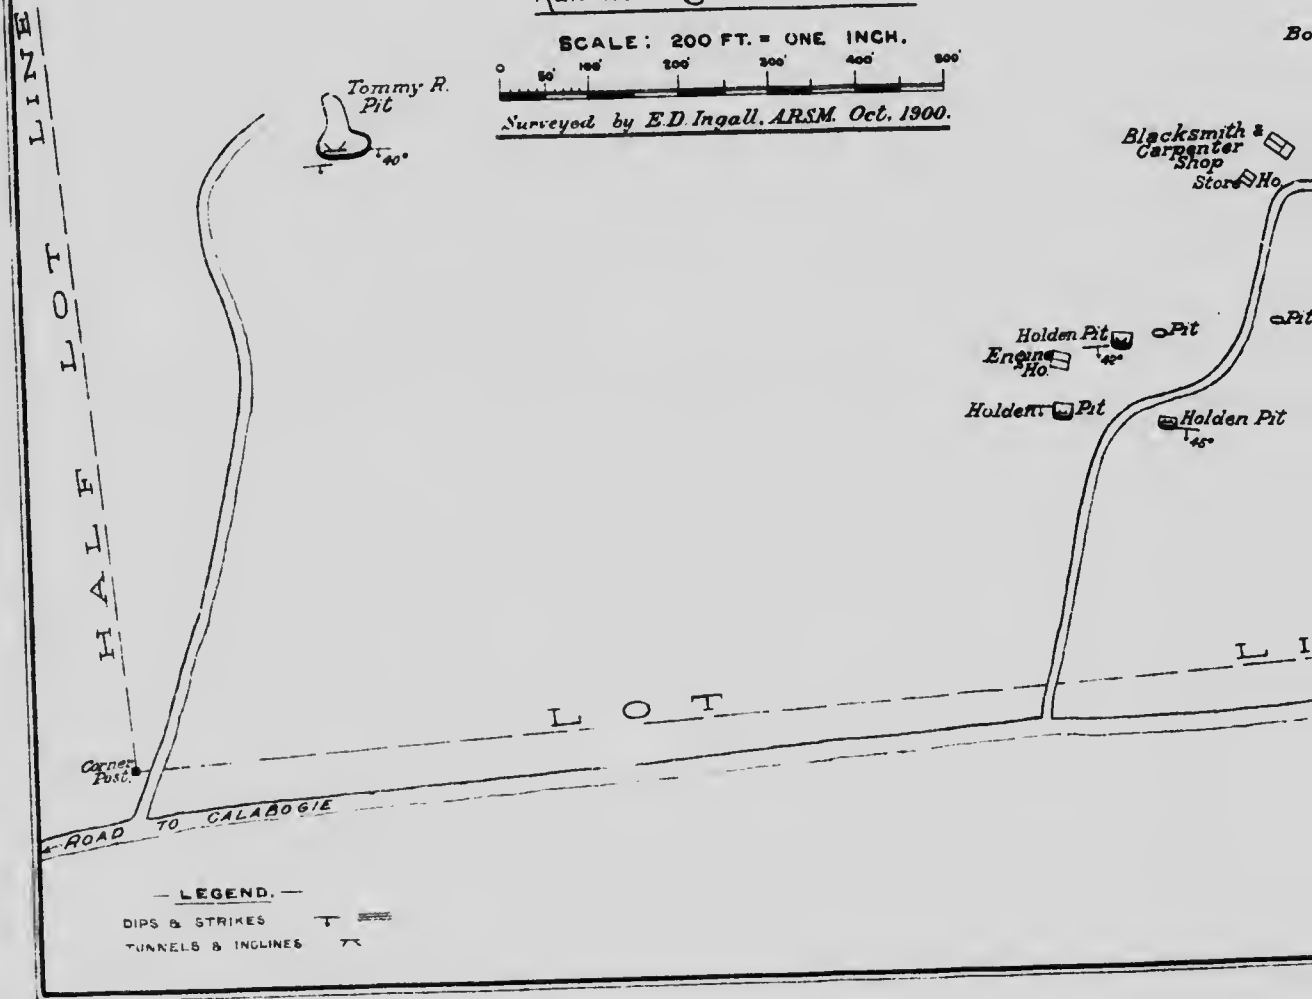 SCALE: 200 FT. = ONE INCH.
0 50' 100' 200' 300' 400' 500'
Surveyed by E.D. Ingall, ARSM. Oct. 1900.
Tommy R.
Pit
40°
Bo
Blacksmith &
Carpenter
Shop
Store Ho.
Holden Pit
42°
Pit
Pit
Engine
Ho.
Holden Pit
Holden Pit
45°
HALF LOT LINE
LOT LI
Corner
Post.
ROAD TO CALABOGIE
— LEGEND. —
DIPS & STRIKES
TUNNELS & INCLINES